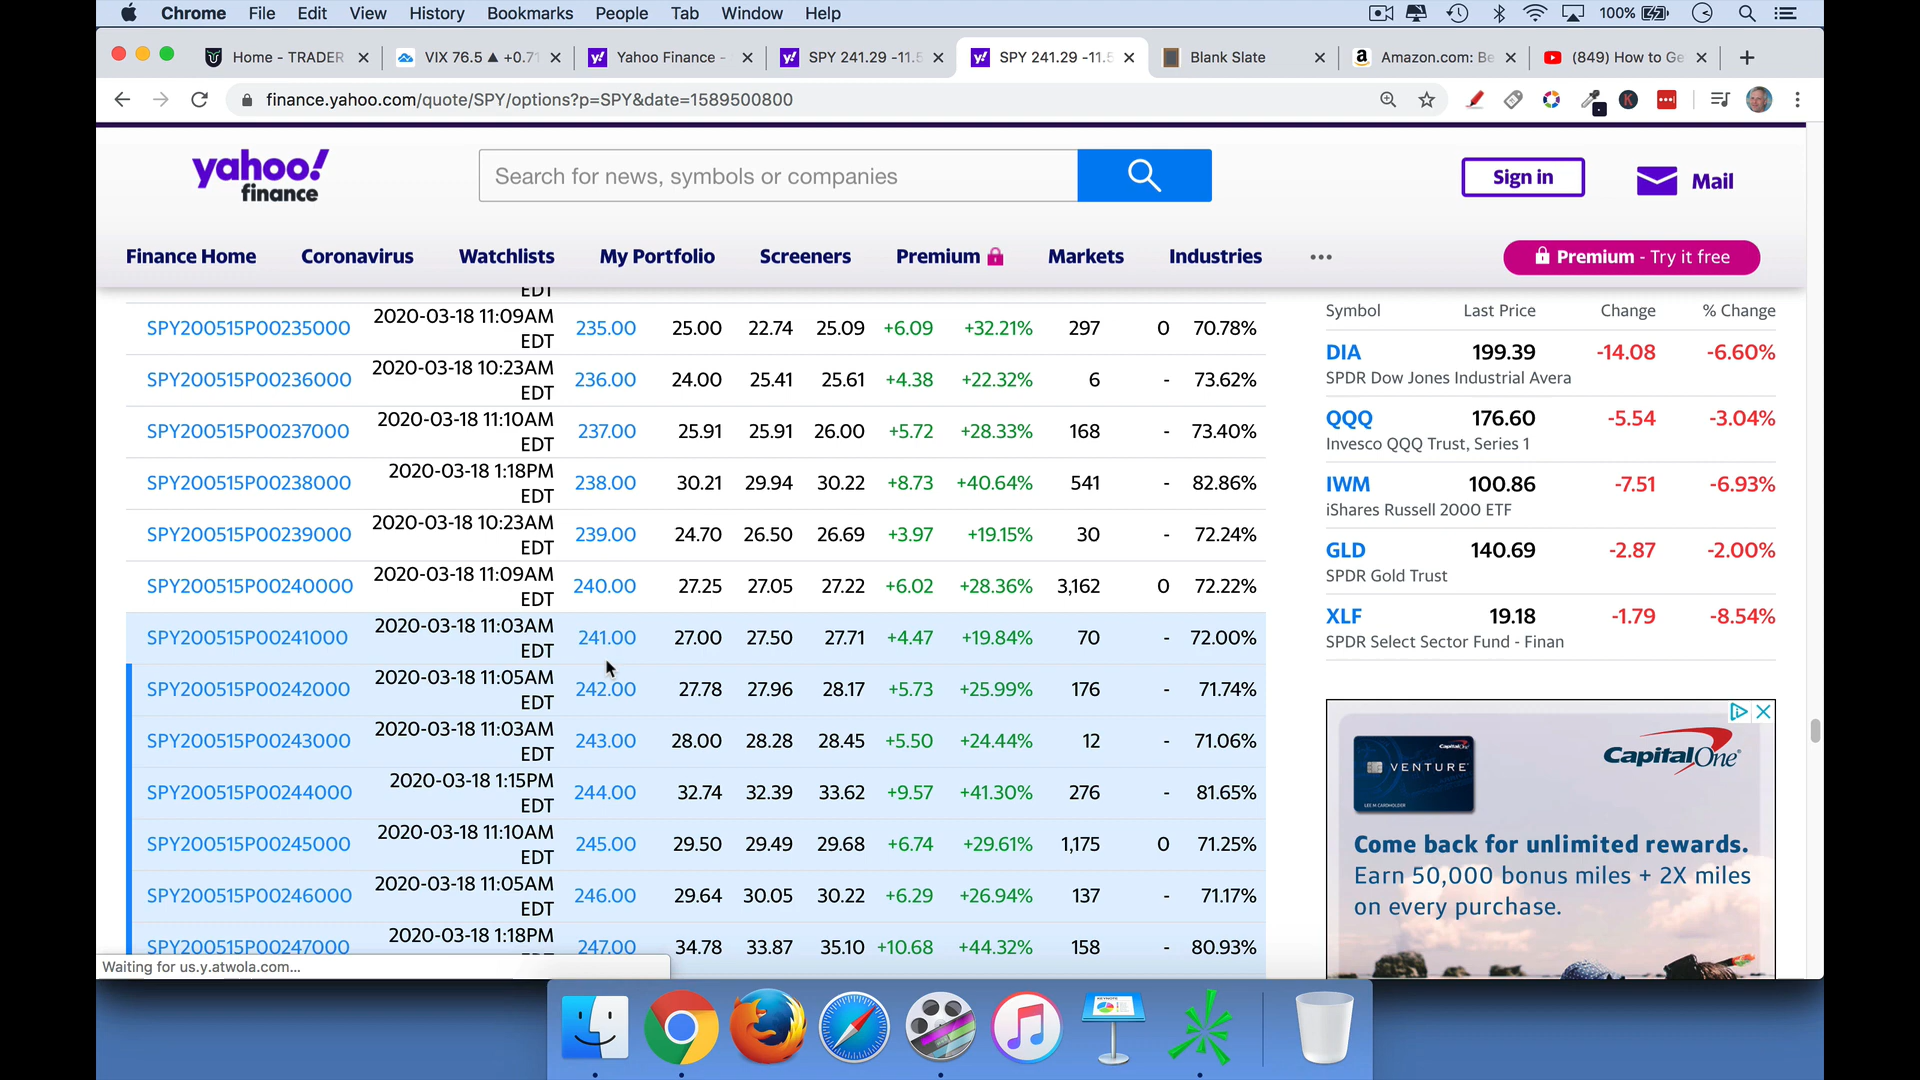 Chrome File Edit View History Bookmarks People Tab Window Help 100%
Home - TRADER
VIX 76.5 ▲ +0.71
Yahoo Finance -
SPY 241.29 -11.5
SPY 241.29 -11.5
Blank Slate
Amazon.com: Be
(849) How to Ge
finance.yahoo.com/quote/SPY/options?p=SPY&date=1589500800
yahoo!
finance
Search for news, symbols or companies
Sign in
Mail
Finance Home Coronavirus Watchlists My Portfolio Screeners Premium Markets Industries •••
Premium - Try it free
EDT
SPY200515P00235000 2020-03-18 11:09AM EDT 235.00 25.00 22.74 25.09 +6.09 +32.21% 297 0 70.78%
SPY200515P00236000 2020-03-18 10:23AM EDT 236.00 24.00 25.41 25.61 +4.38 +22.32% 6 - 73.62%
SPY200515P00237000 2020-03-18 11:10AM EDT 237.00 25.91 25.91 26.00 +5.72 +28.33% 168 - 73.40%
SPY200515P00238000 2020-03-18 1:18PM EDT 238.00 30.21 29.94 30.22 +8.73 +40.64% 541 - 82.86%
SPY200515P00239000 2020-03-18 10:23AM EDT 239.00 24.70 26.50 26.69 +3.97 +19.15% 30 - 72.24%
SPY200515P00240000 2020-03-18 11:09AM EDT 240.00 27.25 27.05 27.22 +6.02 +28.36% 3,162 0 72.22%
SPY200515P00241000 2020-03-18 11:03AM EDT 241.00 27.00 27.50 27.71 +4.47 +19.84% 70 - 72.00%
SPY200515P00242000 2020-03-18 11:05AM EDT 242.00 27.78 27.96 28.17 +5.73 +25.99% 176 - 71.74%
SPY200515P00243000 2020-03-18 11:03AM EDT 243.00 28.00 28.28 28.45 +5.50 +24.44% 12 - 71.06%
SPY200515P00244000 2020-03-18 1:15PM EDT 244.00 32.74 32.39 33.62 +9.57 +41.30% 276 - 81.65%
SPY200515P00245000 2020-03-18 11:10AM EDT 245.00 29.50 29.49 29.68 +6.74 +29.61% 1,175 0 71.25%
SPY200515P00246000 2020-03-18 11:05AM EDT 246.00 29.64 30.05 30.22 +6.29 +26.94% 137 - 71.17%
SPY200515P00247000 2020-03-18 1:18PM 247.00 34.78 33.87 35.10 +10.68 +44.32% 158 - 80.93%
Symbol Last Price Change % Change
DIA 199.39 -14.08 -6.60%
SPDR Dow Jones Industrial Avera
QQQ 176.60 -5.54 -3.04%
Invesco QQQ Trust, Series 1
IWM 100.86 -7.51 -6.93%
iShares Russell 2000 ETF
GLD 140.69 -2.87 -2.00%
SPDR Gold Trust
XLF 19.18 -1.79 -8.54%
SPDR Select Sector Fund - Finan
CapitalOne
VENTURE
LEE M CARDHOLDER
CapitalOne
Come back for unlimited rewards.
Earn 50,000 bonus miles + 2X miles
on every purchase.
Waiting for us.y.atwola.com...
KEYNOTE